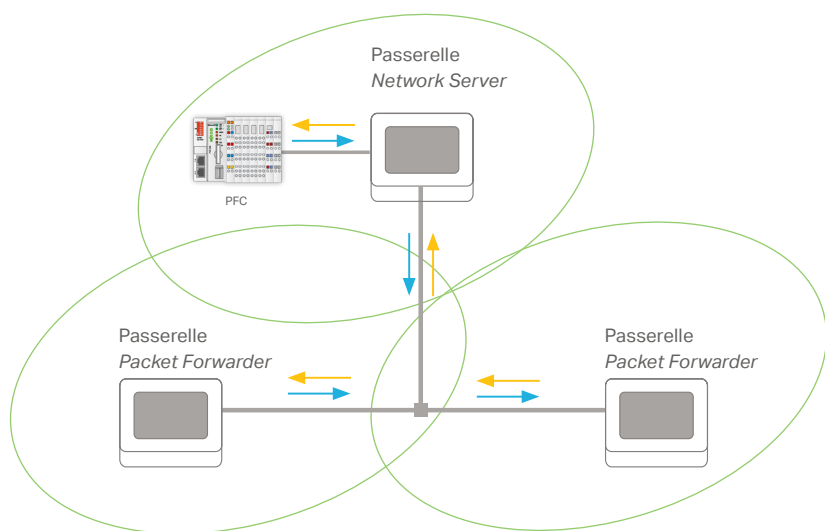 Passerelle
Network Server
PFC
Passerelle
Packet Forwarder
Passerelle
Packet Forwarder